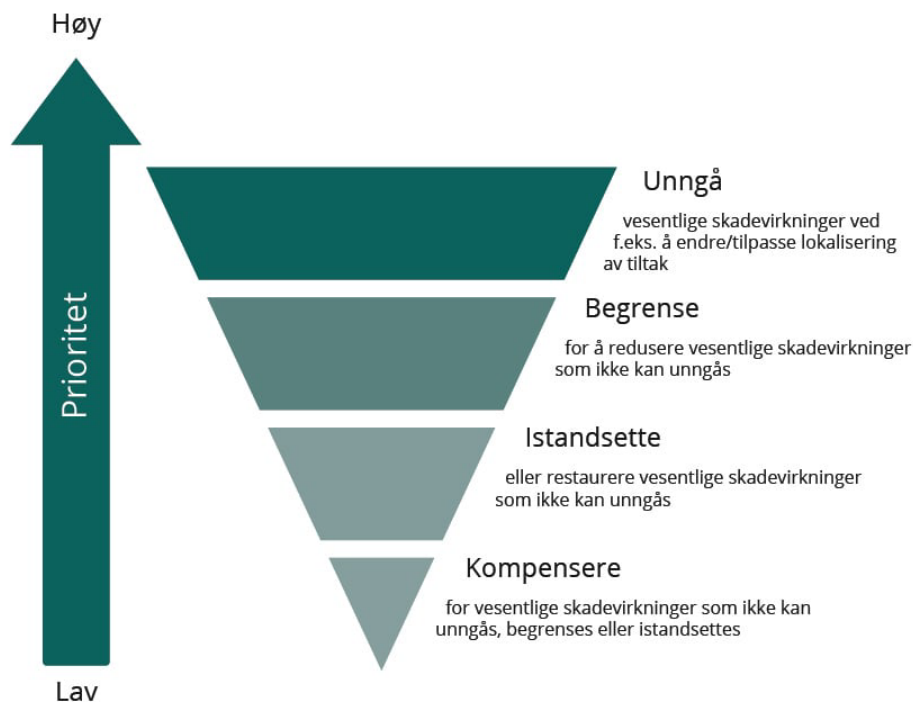 Høy
Prioritet
Lav
Unngå
vesentlige skadevirkninger ved
f.eks. å endre/tilpasse lokalisering
av tiltak
Begrense
for å redusere vesentlige skadevirkninger
som ikke kan unngås
Istandsette
eller restaurere vesentlige skadevirkninger
som ikke kan unngås
Kompensere
for vesentlige skadevirkninger som ikke kan
unngås, begrenses eller istandsettes